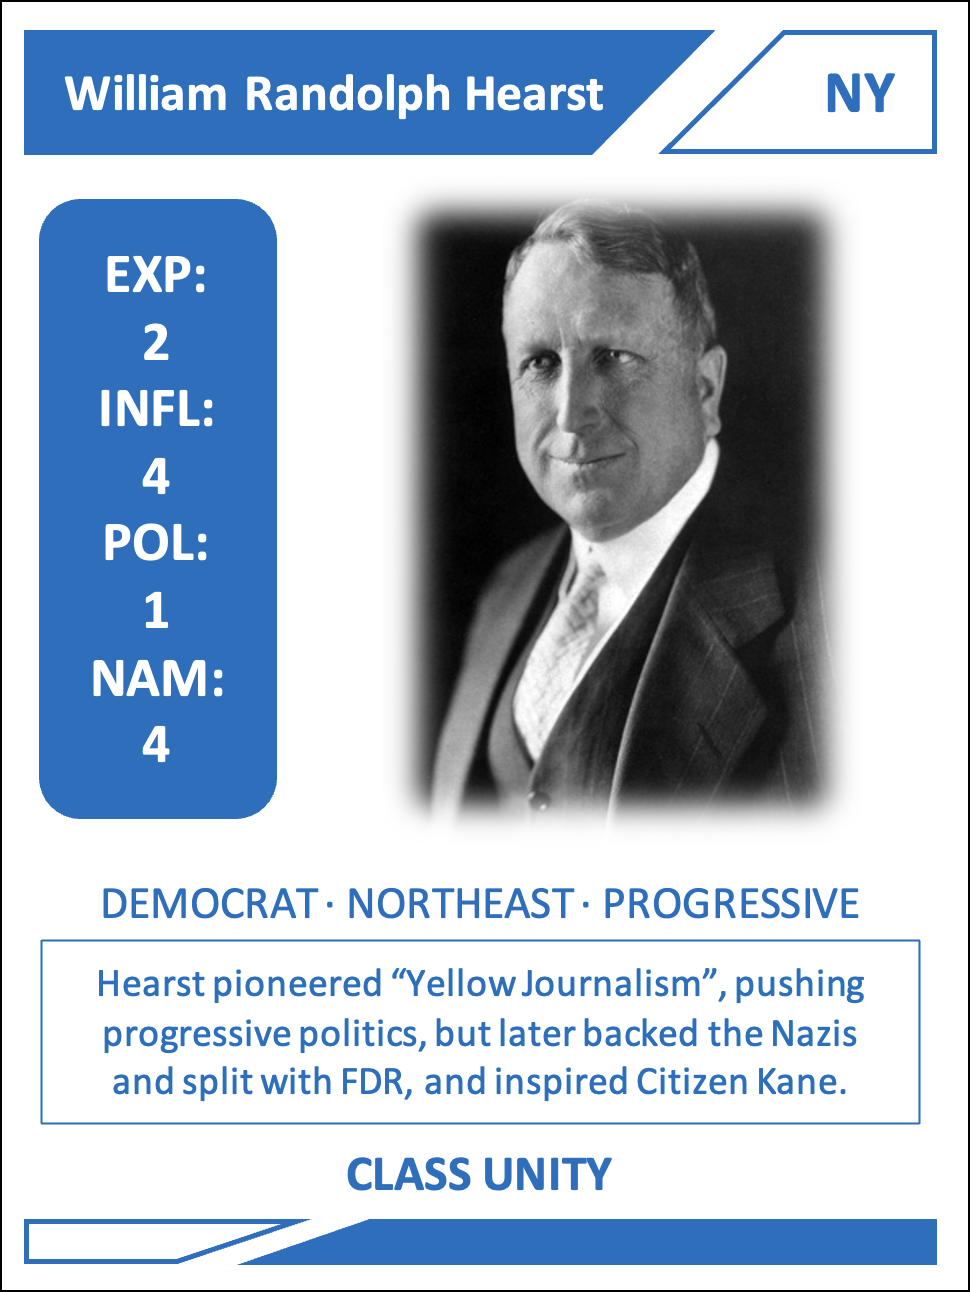 William Randolph Hearst
NY
EXP:
2
INFL:
4
POL:
1
NAM:
4
DEMOCRAT · NORTHEAST · PROGRESSIVE
Hearst pioneered “Yellow Journalism”, pushing
progressive politics, but later backed the Nazis
and split with FDR, and inspired Citizen Kane.
CLASS UNITY